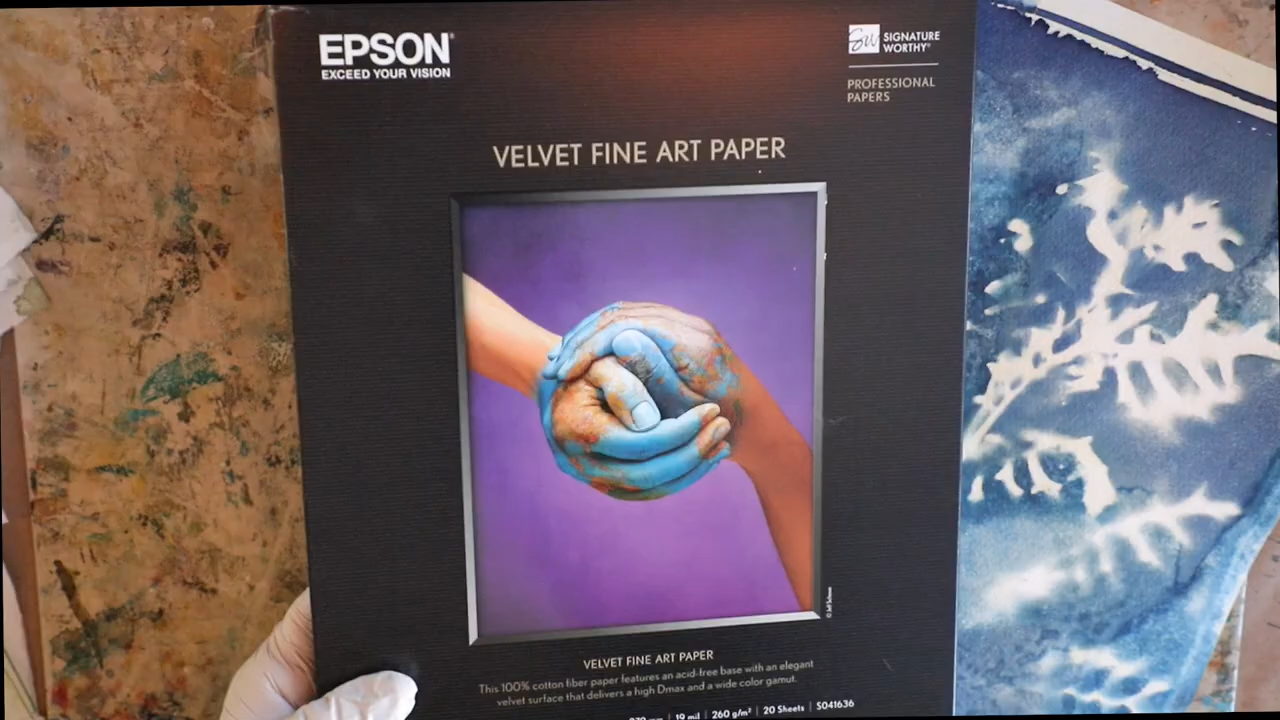 EPSON®
EXCEED YOUR VISION
SIGNATURE
WORTHY®
PROFESSIONAL
PAPERS
VELVET FINE ART PAPER
VELVET FINE ART PAPER
This 100% cotton fiber paper features an acid-free base with an elegant
velvet surface that delivers a high Dmax and a wide color gamut.
19 mil | 260 g/m² | 20 Sheets | S041636